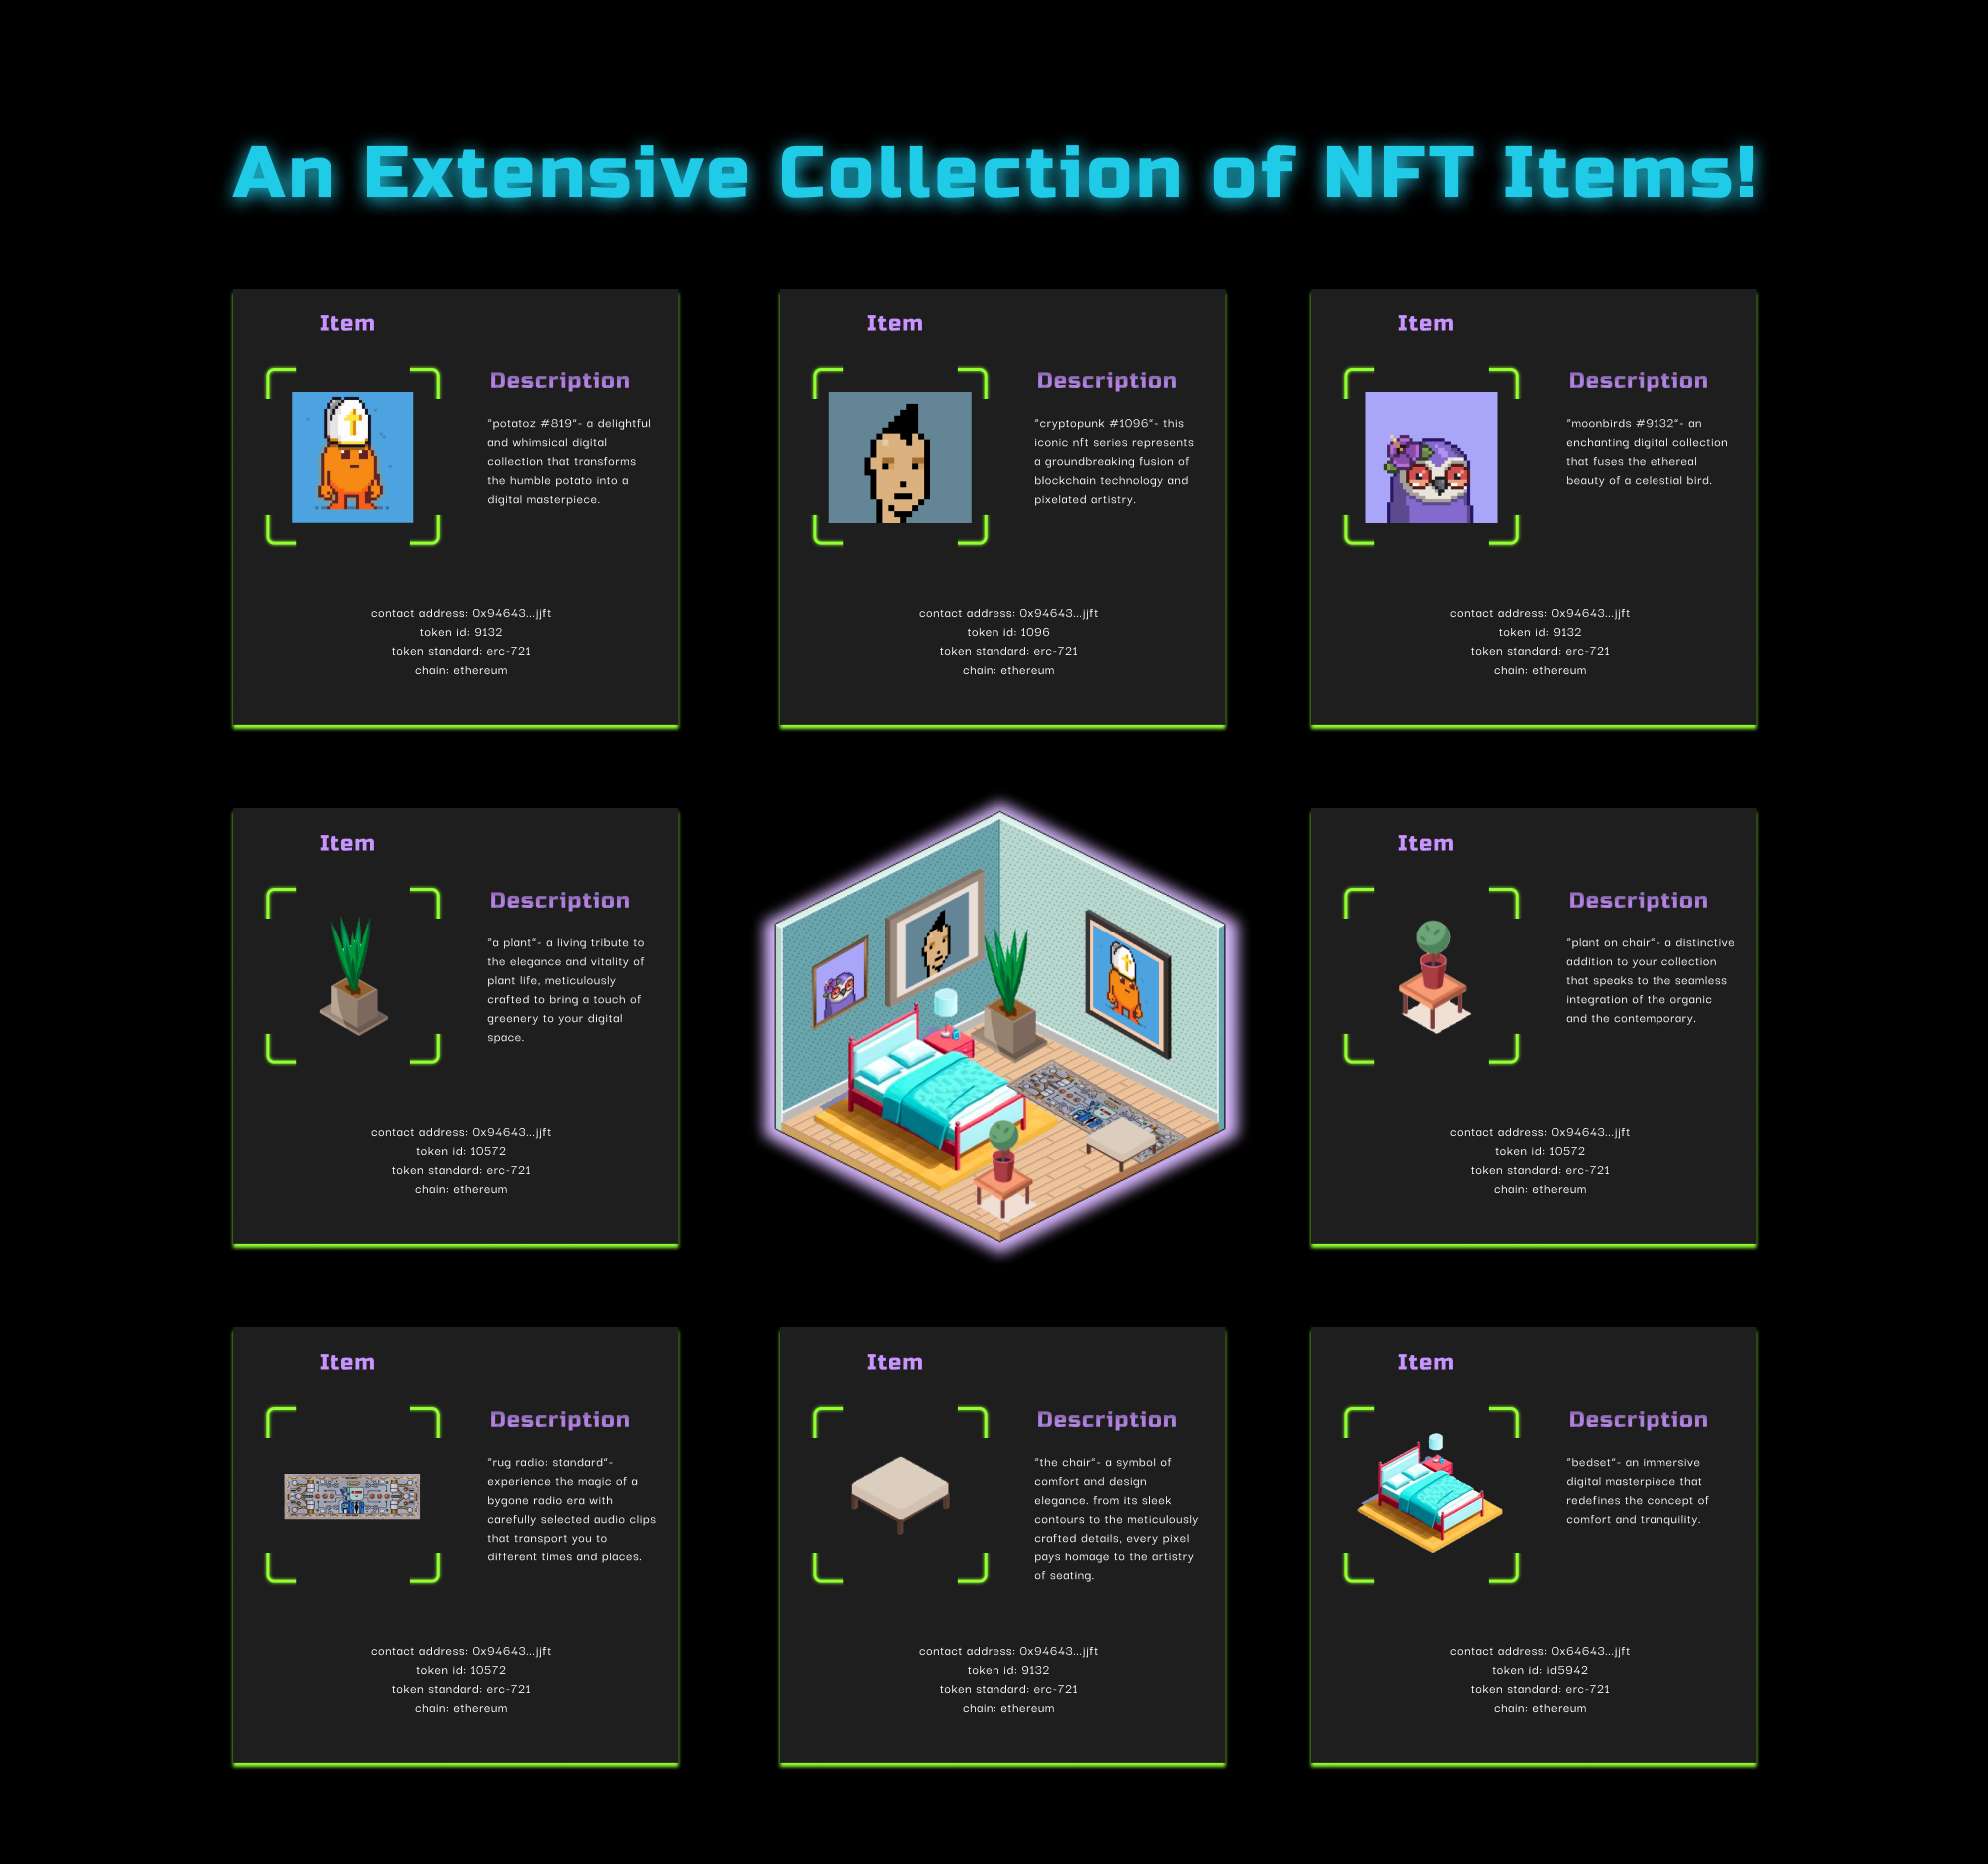 An Extensive Collection of NFT Items!
Item
Description
"potatoz #819"- a delightful
and whimsical digital
collection that transforms
the humble potato into a
digital masterpiece.
contact address: 0x94643...jjft
token id: 9132
token standard: erc-721
chain: ethereum
Item
Description
"cryptopunk #1096"- this
iconic nft series represents
a groundbreaking fusion of
blockchain technology and
pixelated artistry.
contact address: 0x94643...jjft
token id: 1096
token standard: erc-721
chain: ethereum
Item
Description
"moonbirds #9132"- an
enchanting digital collection
that fuses the ethereal
beauty of a celestial bird.
contact address: 0x94643...jjft
token id: 9132
token standard: erc-721
chain: ethereum
Item
Description
"a plant"- a living tribute to
the elegance and vitality of
plant life, meticulously
crafted to bring a touch of
greenery to your digital
space.
contact address: 0x94643...jjft
token id: 10572
token standard: erc-721
chain: ethereum
Item
Description
"plant on chair"- a distinctive
addition to your collection
that speaks to the seamless
integration of the organic
and the contemporary.
contact address: 0x94643...jjft
token id: 10572
token standard: erc-721
chain: ethereum
Item
Description
"rug radio: standard"-
experience the magic of a
bygone radio era with
carefully selected audio clips
that transport you to
different times and places.
contact address: 0x94643...jjft
token id: 10572
token standard: erc-721
chain: ethereum
Item
Description
"the chair"- a symbol of
comfort and design
elegance. from its sleek
contours to the meticulously
crafted details, every pixel
pays homage to the artistry
of seating.
contact address: 0x94643...jjft
token id: 9132
token standard: erc-721
chain: ethereum
Item
Description
"bedset"- an immersive
digital masterpiece that
redefines the concept of
comfort and tranquility.
contact address: 0x64643...jjft
token id: id5942
token standard: erc-721
chain: ethereum